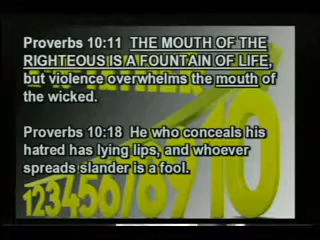 Proverbs 10:11 THE MOUTH OF THE
RIGHTEOUS IS A FOUNTAIN OF LIFE,
but violence overwhelms the mouth of
the wicked.
Proverbs 10:18 He who conceals his
hatred has lying lips, and whoever
spreads slander is a fool.
12345678910